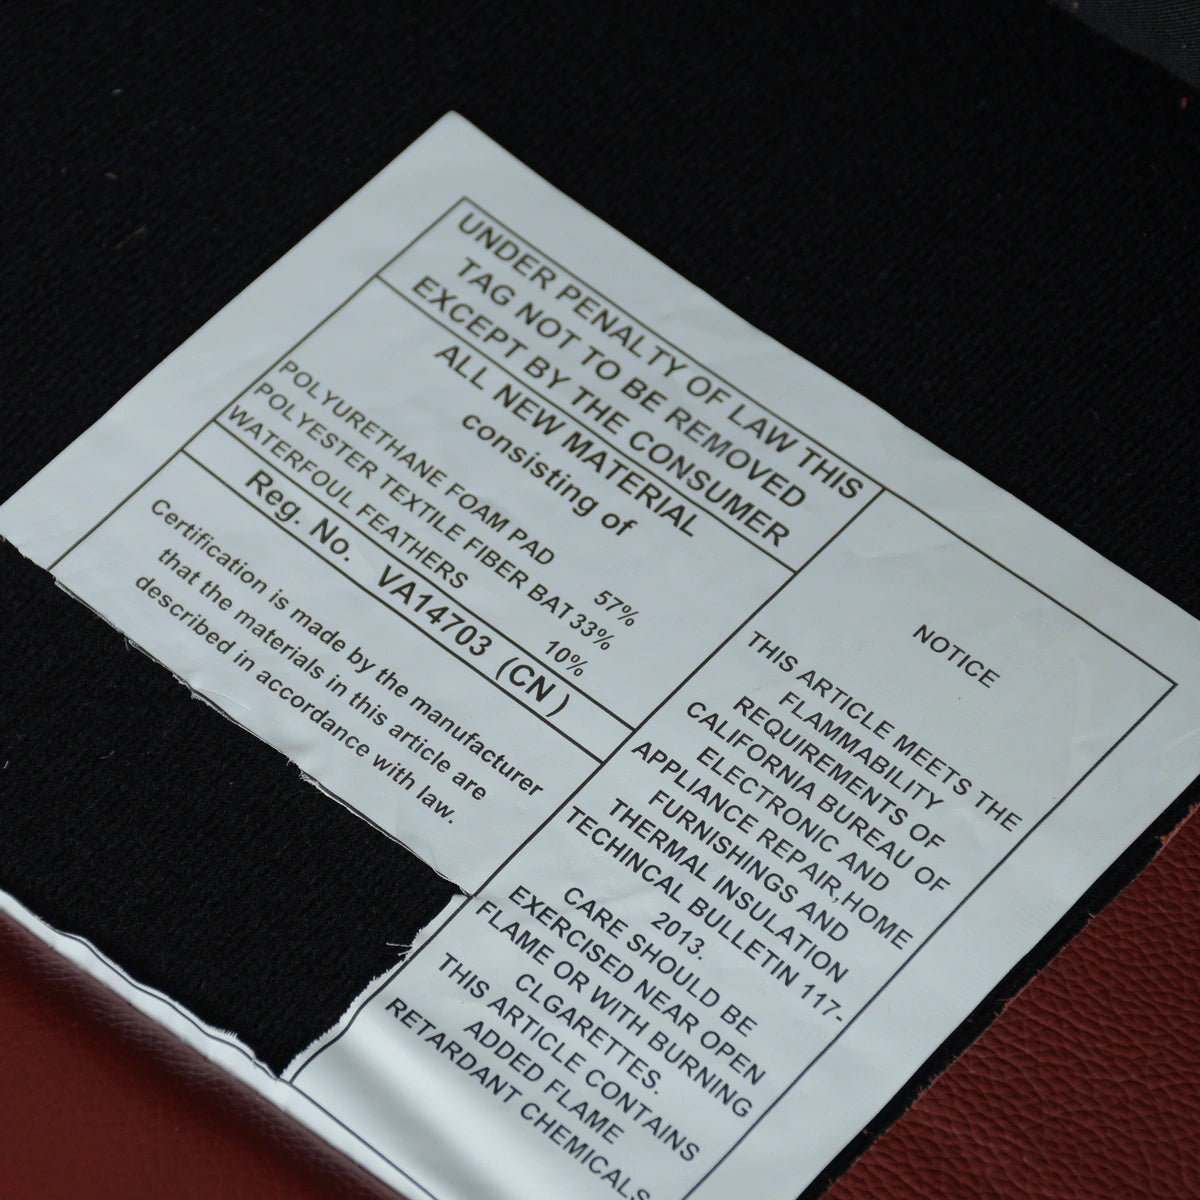 UNDER PENALTY OF LAW THIS
TAG NOT TO BE REMOVED
EXCEPT BY THE CONSUMER
ALL NEW MATERIAL
consisting of
POLYURETHANE FOAM PAD 57%
POLYESTER TEXTILE FIBER BAT 33%
WATERFOUL FEATHERS 10%
Reg. No. VA14703 (CN )
Certification is made by the manufacturer
that the materials in this article are
described in accordance with law.
NOTICE
THIS ARTICLE MEETS THE
FLAMMABILITY
REQUIREMENTS OF
CALIFORNIA BUREAU OF
ELECTRONIC AND
APPLIANCE REPAIR,HOME
FURNISHINGS AND
THERMAL INSULATION
TECHINCAL BULLETIN 117-
2013.
CARE SHOULD BE
EXERCISED NEAR OPEN
FLAME OR WITH BURNING
CLGARETTES.
THIS ARTICLE CONTAINS
ADDED FLAME
RETARDANT CHEMICALS